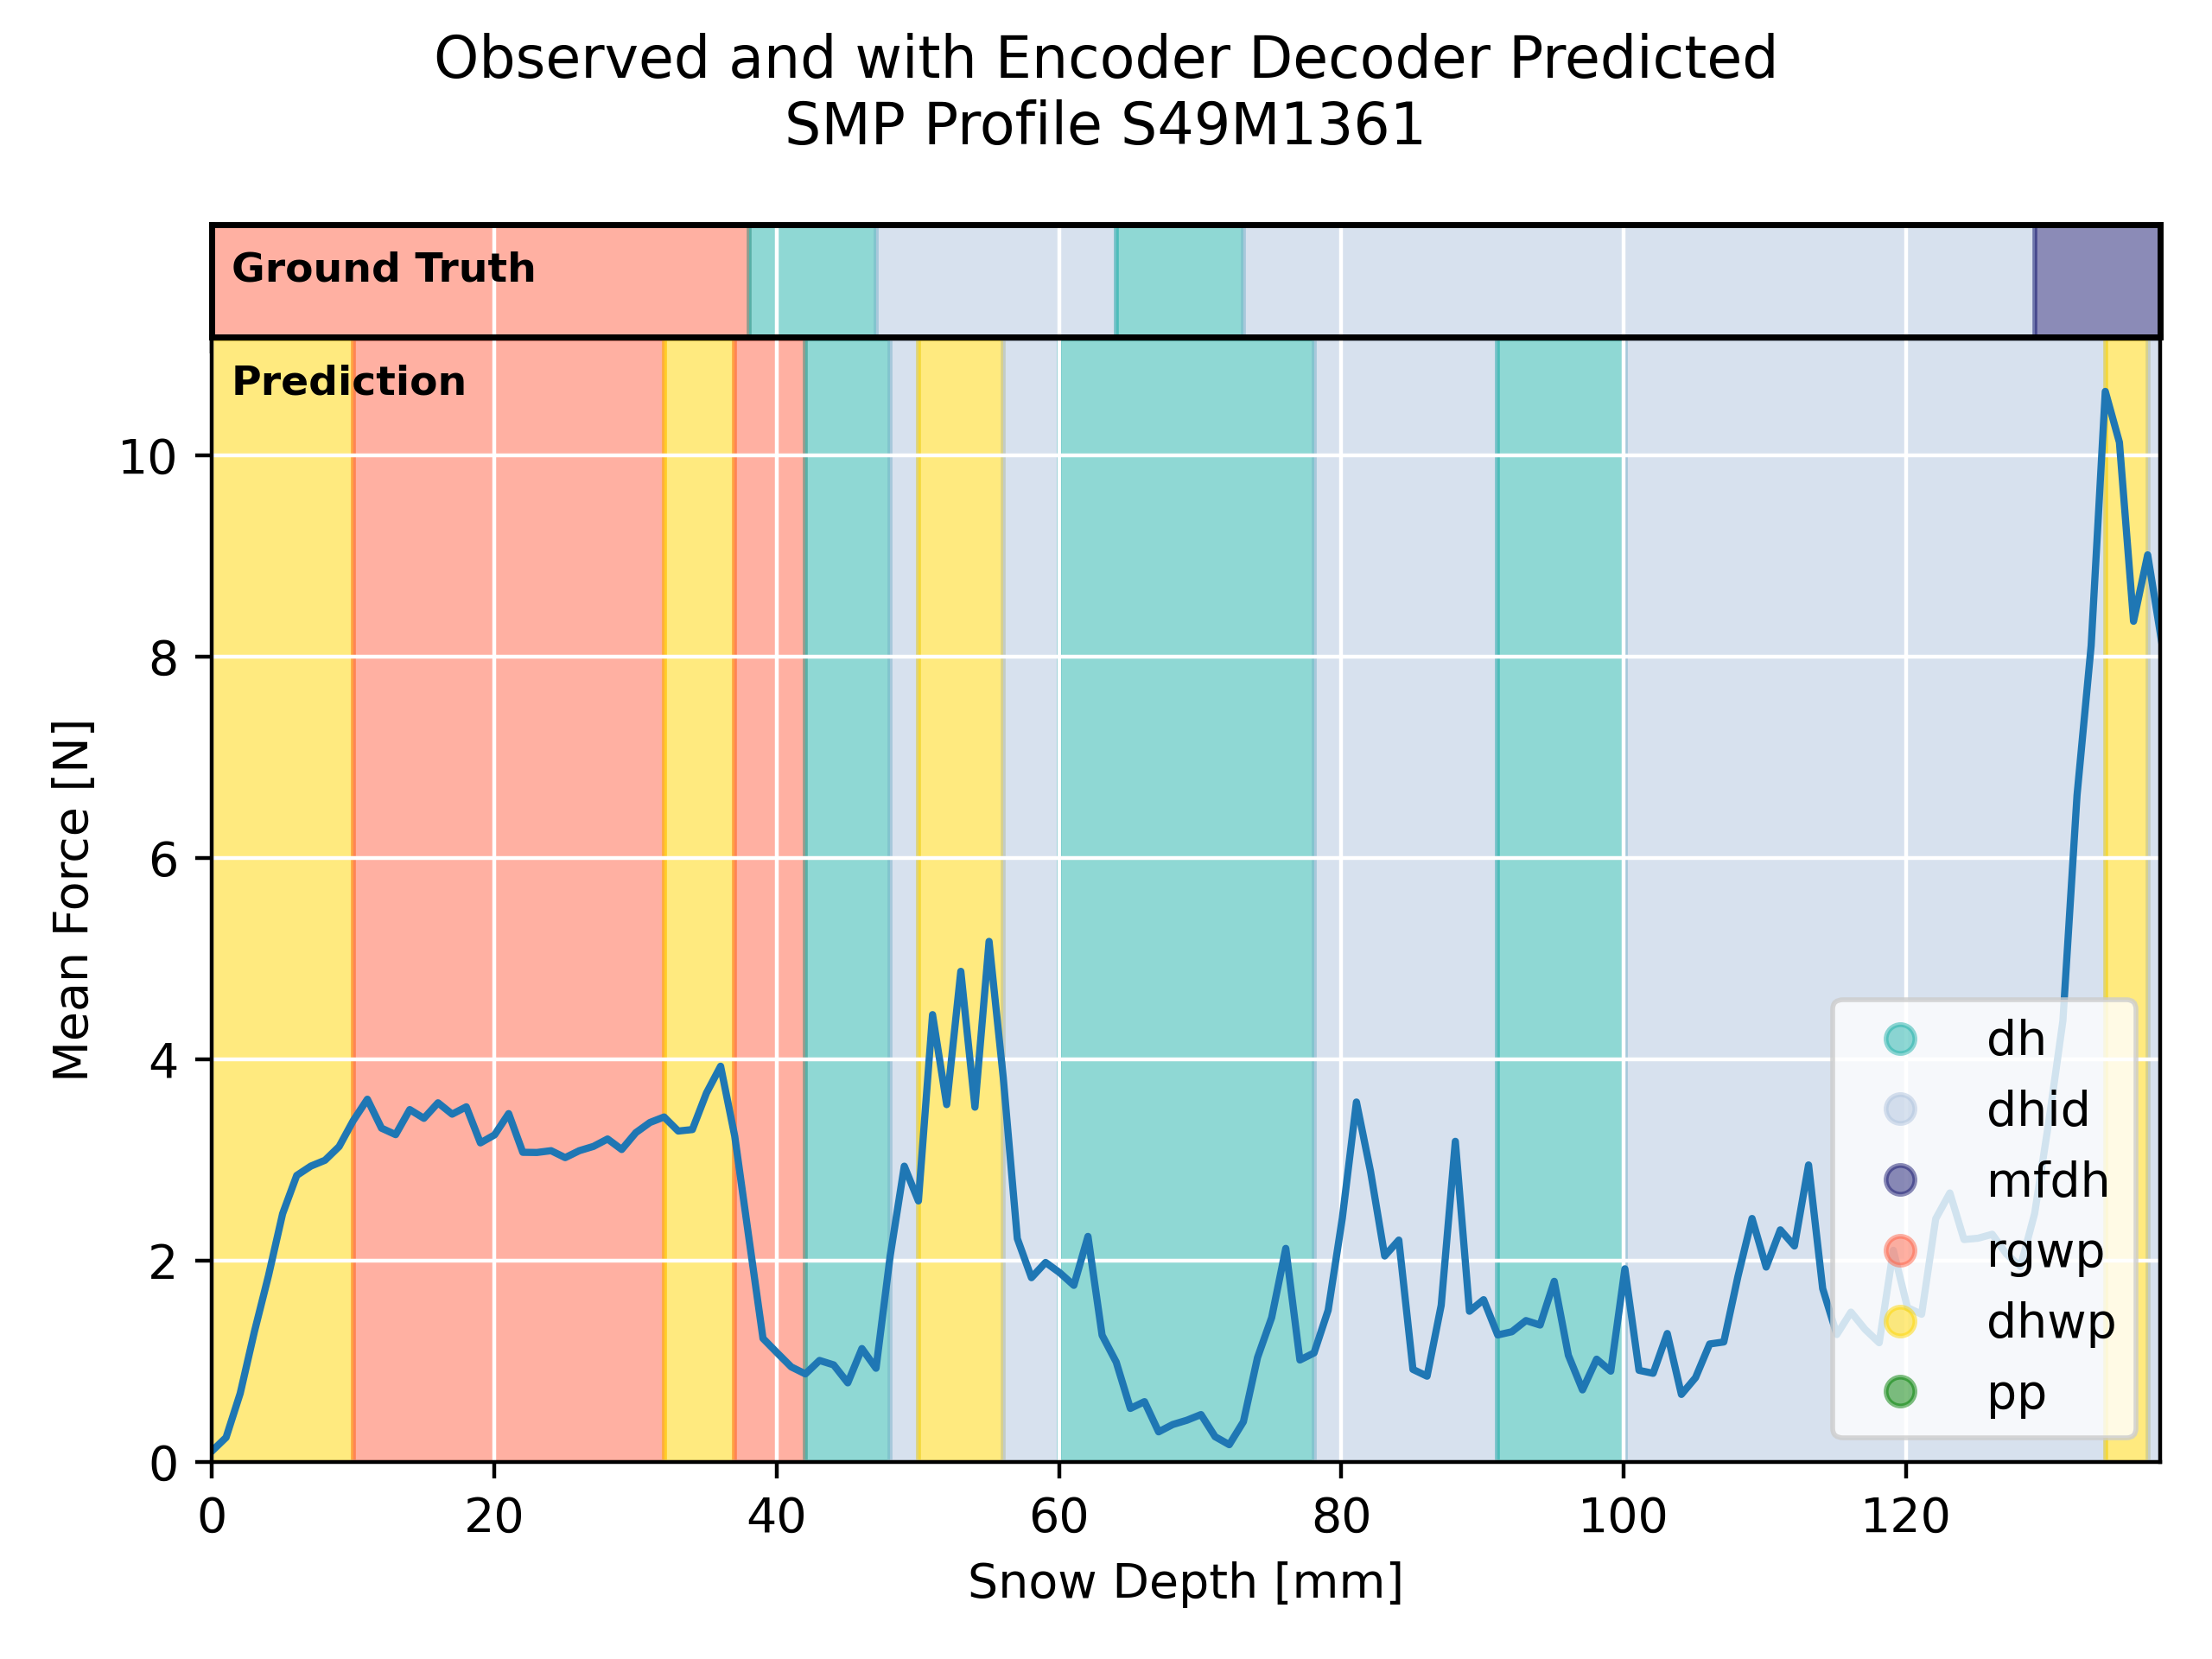 Observed and with Encoder Decoder Predicted
SMP Profile S49M1361
Ground Truth
Prediction
10
8
6
4
2
0
Mean Force [N]
0 20 40 60 80 100 120
Snow Depth [mm]
dh
dhid
mfdh
rgwp
dhwp
pp